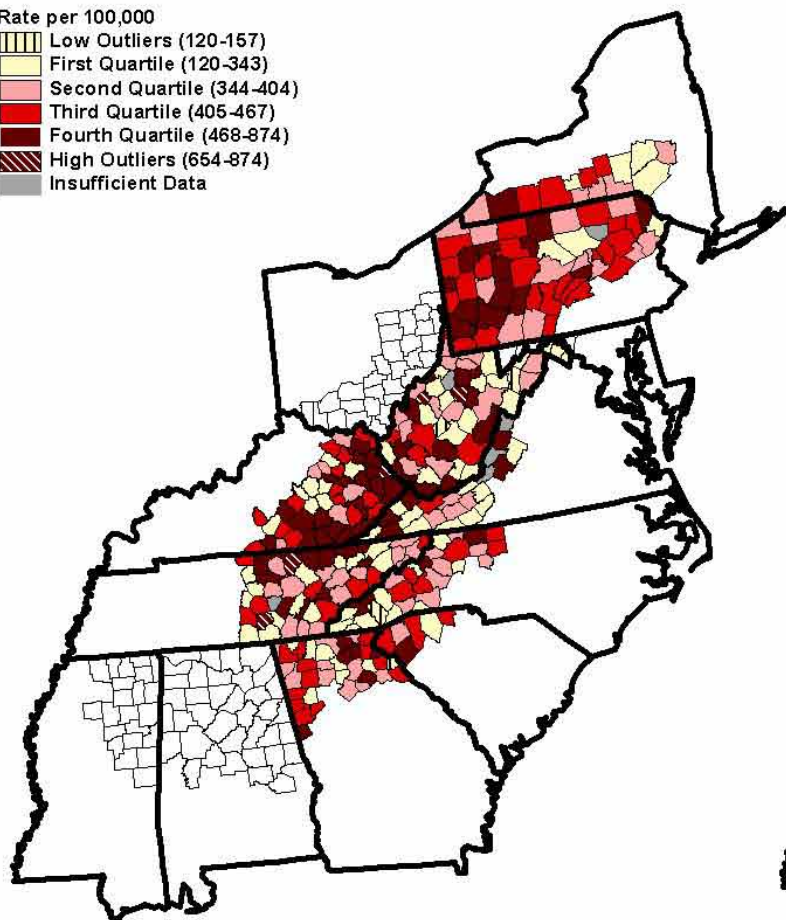 Rate per 100,000
Low Outliers (120-157)
First Quartile (120-343)
Second Quartile (344-404)
Third Quartile (405-467)
Fourth Quartile (468-874)
High Outliers (654-874)
Insufficient Data